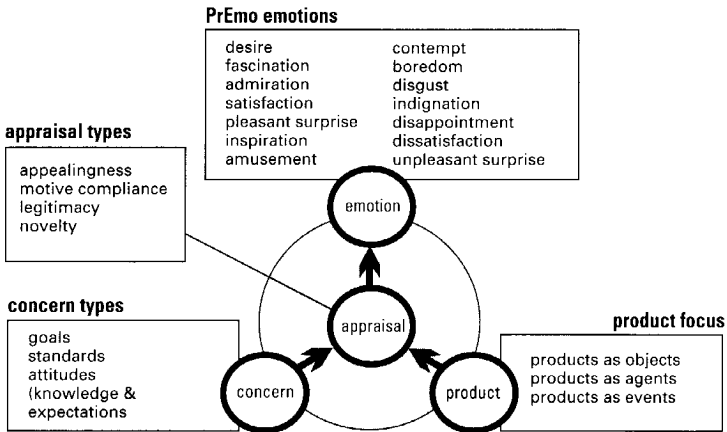 PrEmo emotions
desire
fascination
admiration
satisfaction
pleasant surprise
inspiration
amusement
contempt
boredom
disgust
indignation
disappointment
dissatisfaction
unpleasant surprise
appraisal types
appealingness
motive compliance
legitimacy
novelty
emotion
appraisal
concern types
goals
standards
attitudes
(knowledge &
expectations
concern
product
product focus
products as objects
products as agents
products as events